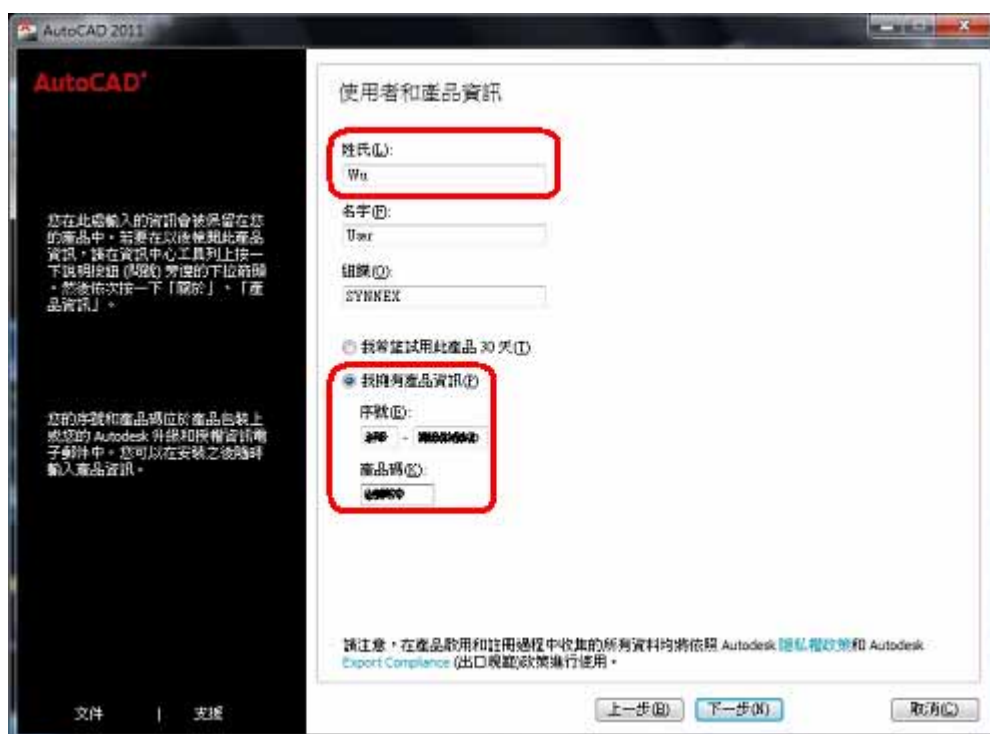 AutoCAD 2011
AutoCAD®
使用者和產品資訊
姓氏(L):
Wu
名字(F):
User
組織(O):
SYNNEX
您在此處輸入的資訊會被保留在您
的產品中。若要在以後檢閱此產品
資訊,請在資訊中心工具列上按一
下說明按鈕 (問號) 旁邊的下拉箭頭
。然後依次按一下「關於」、「產
品資訊」。
我希望試用此產品 30 天(T)
我擁有產品資訊(P)
序號(E):
-
產品碼(K):
您的序號和產品碼位於產品包裝上
或您的 Autodesk 升級和授權資訊電
子郵件中。您可以在安裝之後隨時
輸入產品資訊。
請注意,在產品啟用和註冊過程中收集的所有資料均將依照 Autodesk 隱私權政策和 Autodesk
Export Compliance (出口規範)政策進行使用。
文件 | 支援
上一步(B) 下一步(N) 取消(C)